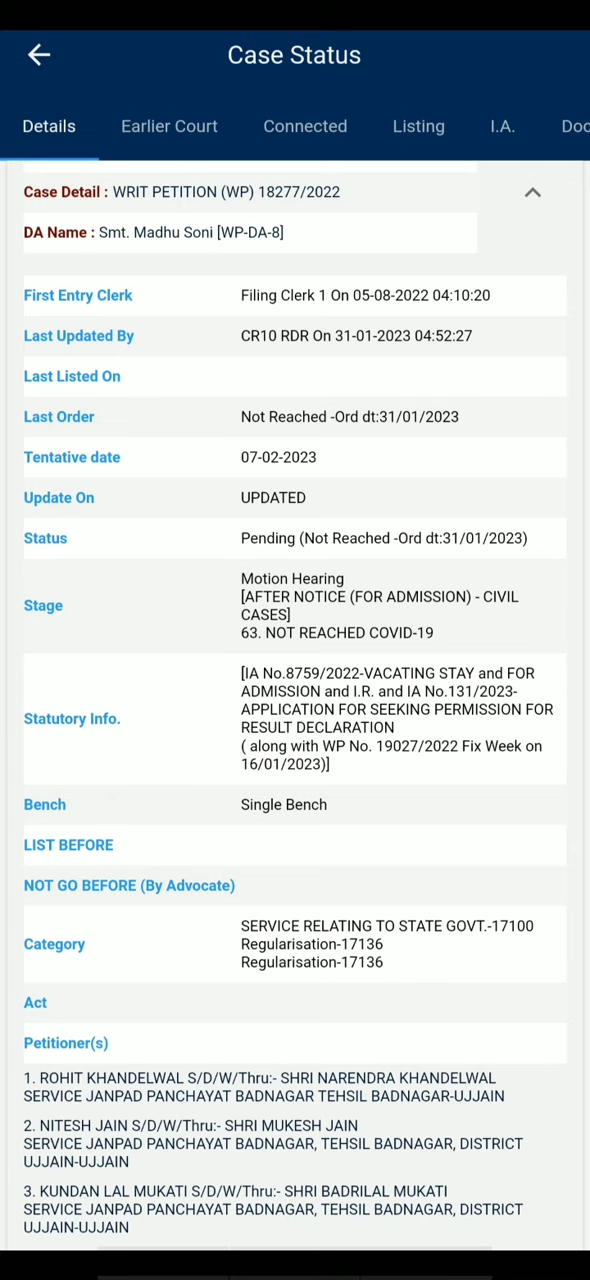 Case Status
Details Earlier Court Connected Listing I.A. Doc
Case Detail : WRIT PETITION (WP) 18277/2022
DA Name : Smt. Madhu Soni [WP-DA-8]
First Entry Clerk Filing Clerk 1 On 05-08-2022 04:10:20
Last Updated By CR10 RDR On 31-01-2023 04:52:27
Last Listed On
Last Order Not Reached -Ord dt:31/01/2023
Tentative date 07-02-2023
Update On UPDATED
Status Pending (Not Reached -Ord dt:31/01/2023)
Stage
Motion Hearing
[AFTER NOTICE (FOR ADMISSION) - CIVIL
CASES]
63. NOT REACHED COVID-19
Statutory Info.
[IA No.8759/2022-VACATING STAY and FOR
ADMISSION and I.R. and IA No.131/2023-
APPLICATION FOR SEEKING PERMISSION FOR
RESULT DECLARATION
( along with WP No. 19027/2022 Fix Week on
16/01/2023)]
Bench Single Bench
LIST BEFORE
NOT GO BEFORE (By Advocate)
Category
SERVICE RELATING TO STATE GOVT.-17100
Regularisation-17136
Regularisation-17136
Act
Petitioner(s)
1. ROHIT KHANDELWAL S/D/W/Thru:- SHRI NARENDRA KHANDELWAL
SERVICE JANPAD PANCHAYAT BADNAGAR TEHSIL BADNAGAR-UJJAIN
2. NITESH JAIN S/D/W/Thru:- SHRI MUKESH JAIN
SERVICE JANPAD PANCHAYAT BADNAGAR, TEHSIL BADNAGAR, DISTRICT
UJJAIN-UJJAIN
3. KUNDAN LAL MUKATI S/D/W/Thru:- SHRI BADRILAL MUKATI
SERVICE JANPAD PANCHAYAT BADNAGAR, TEHSIL BADNAGAR, DISTRICT
UJJAIN-UJJAIN